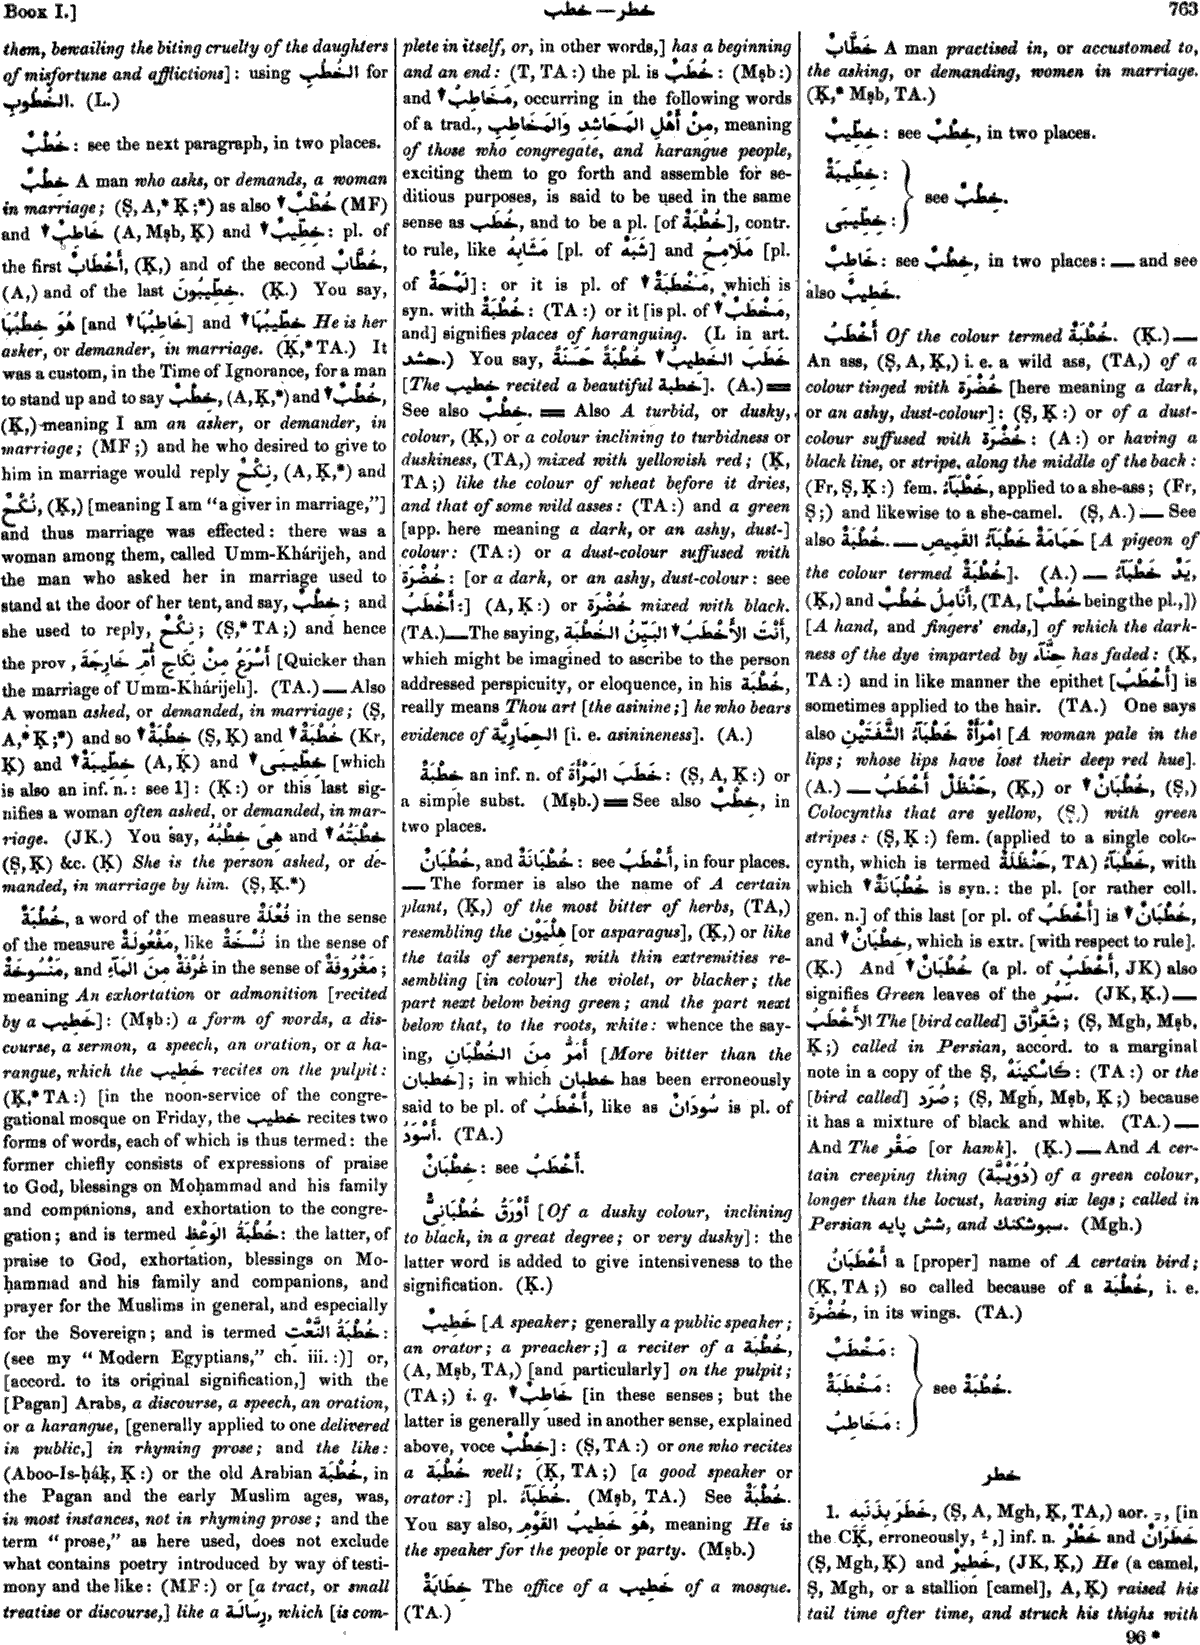 Book I.]
خطر — خطب
763
them, bewailing the biting cruelty of the daughters
of misfortune and afflictions]: using الخُطُبِ for
الخُطُوبِ. (L.)
خُطْبٌ: see the next paragraph, in two places.
خِطْبٌ A man who asks, or demands, a woman
in marriage; (Ṣ, A,* Ḳ;*) as also ▼ خُطْبٌ (MF)
and ▼ خَاطِبٌ (A, Mṣb, Ḳ) and ▼ خِطِّيبٌ: pl. of
the first أَخْطَابٌ, (Ḳ,) and of the second خُطَّابٌ,
(A,) and of the last خِطِّيبُونَ. (Ḳ.) You say,
هُوَ خِطْبُهَا [and ▼ خَاطِبُهَا] and ▼ خِطِّيبُهَا He is her
asker, or demander, in marriage. (Ḳ,* TA.) It
was a custom, in the Time of Ignorance, for a man
to stand up and to say خِطْبٌ, (A, Ḳ,*) and ▼ خُطْبٌ,
(Ḳ,) meaning I am an asker, or demander, in
marriage; (MF;) and he who desired to give to
him in marriage would reply نِكْحٌ, (A, Ḳ,*) and
نُكْحٌ, (Ḳ,) [meaning I am "a giver in marriage,"]
and thus marriage was effected: there was a
woman among them, called Umm-Khárijeh, and
the man who asked her in marriage used to
stand at the door of her tent, and say, خِطْبٌ; and
she used to reply, نِكْحٌ; (Ṣ,* TA;) and hence
the prov, أَسْرَعُ مِنْ نِكَاحِ أُمِّ خَارِجَةَ [Quicker than
the marriage of Umm-Khárijeh]. (TA.) — Also
A woman asked, or demanded, in marriage; (Ṣ,
A,* Ḳ;*) and so ▼ خِطْبَةٌ (Ṣ, Ḳ) and ▼ خُطْبَةٌ (Kr,
Ḳ) and ▼ خِطِّيبَةٌ (A, Ḳ) and ▼ خِطِّيبَى [which
is also an inf. n.: see 1]: (Ḳ:) or this last sig-
nifies a woman often asked, or demanded, in mar-
riage. (JK.) You say, هِىَ خِطْبُهُ and ▼ خِطْبَتُهُ
(Ṣ, Ḳ) &c. (Ḳ) She is the person asked, or de-
manded, in marriage by him. (Ṣ, Ḳ.*)
خُطْبَةٌ, a word of the measure فُعْلَةٌ in the sense
of the measure مَفْعُولَةٌ, like نُسْخَةٌ in the sense of
مَنْسُوخَةٌ, and غُرْفَةٌ مِنَ المَآءِ in the sense of مَغْرُوفَةٌ;
meaning An exhortation or admonition [recited
by a خَطِيب]: (Mṣb:) a form of words, a dis-
course, a sermon, a speech, an oration, or a ha-
rangue, which the خَطِيب recites on the pulpit:
(Ḳ,* TA:) [in the noon-service of the congre-
gational mosque on Friday, the خطيب recites two
forms of words, each of which is thus termed: the
former chiefly consists of expressions of praise
to God, blessings on Moḥammad and his family
and companions, and exhortation to the congre-
gation; and is termed خُطْبَةُ الوَعْظِ: the latter, of
praise to God, exhortation, blessings on Mo-
ḥammad and his family and companions, and
prayer for the Muslims in general, and especially
for the Sovereign; and is termed خُطْبَةُ النَّعْتِ:
(see my "Modern Egyptians," ch. iii.:)] or,
[accord. to its original signification,] with the
[Pagan] Arabs, a discourse, a speech, an oration,
or a harangue, [generally applied to one delivered
in public,] in rhyming prose; and the like:
(Aboo-Is-ḥáḳ, Ḳ:) or the old Arabian خُطْبَة, in
the Pagan and the early Muslim ages, was,
in most instances, not in rhyming prose; and the
term "prose," as here used, does not exclude
what contains poetry introduced by way of testi-
mony and the like: (MF:) or [a tract, or small
treatise or discourse,] like a رِسَالَة, which [is com-
plete in itself, or, in other words,] has a beginning
and an end: (T, TA:) the pl. is خُطَبٌ: (Mṣb:)
and ▼ مَخَاطِبُ, occurring in the following words
of a trad., مِنْ أَهْلِ المَحَاشِدِ وَالمَخَاطِبِ, meaning
of those who congregate, and harangue people,
exciting them to go forth and assemble for se-
ditious purposes, is said to be used in the same
sense as خُطَب, and to be a pl. [of خُطْبَةٌ], contr.
to rule, like مَشَابِهُ [pl. of شَبَهٌ] and مَلَامِحُ [pl.
of لَمْحَةٌ]: or it is pl. of ▼ مَخْطَبَةٌ, which is
syn. with خُطْبَةٌ: (TA:) or it [is pl. of ▼ مَخْطَبٌ,
and] signifies places of haranguing. (L in art.
حشد.) You say, خَطَبَ الخَطِيبُ ▼ خُطْبَةً حَسَنَةً
[The خطيب recited a beautiful خطبة]. (A.) ═
See also خِطْبٌ. ═ Also A turbid, or dusky,
colour, (Ḳ,) or a colour inclining to turbidness or
duskiness, (TA,) mixed with yellowish red; (Ḳ,
TA;) like the colour of wheat before it dries,
and that of some wild asses: (TA:) and a green
[app. here meaning a dark, or an ashy, dust-]
colour: (TA:) or a dust-colour suffused with
خُضْرَة: [or a dark, or an ashy, dust-colour: see
أَخْطَبُ:] (A, Ḳ:) or خُضْرَة mixed with black.
(TA.) — The saying, أَنْتَ الأَخْطَبُ ▼ البَيِّنُ الخُطْبَةِ,
which might be imagined to ascribe to the person
addressed perspicuity, or eloquence, in his خُطْبَة,
really means Thou art [the asinine;] he who bears
evidence of الحِمَارِيَّة [i. e. asinineness]. (A.)
خِطْبَةٌ an inf. n. of خَطَبَ المَرْأَةَ: (Ṣ, A, Ḳ:) or
a simple subst. (Mṣb.) ═ See also خِطْبٌ, in
two places.
خُطْبَانٌ, and خُطْبَانَةٌ: see أَخْطَبُ, in four places.
— The former is also the name of A certain
plant, (Ḳ,) of the most bitter of herbs, (TA,)
resembling the هِلْيَوْن [or asparagus], (Ḳ,) or like
the tails of serpents, with thin extremities re-
sembling [in colour] the violet, or blacker; the
part next below being green; and the part next
below that, to the roots, white: whence the say-
ing, أَمَرُّ مِنَ الخُطْبَانِ [More bitter than the
خطبان]; in which خطبان has been erroneously
said to be pl. of أَخْطَبُ, like as سُودَانٌ is pl. of
أَسْوَدُ. (TA.)
خِطْبَانٌ: see أَخْطَبُ.
أَوْرَقُ خُطْبَانِىٌّ [Of a dusky colour, inclining
to black, in a great degree; or very dusky]: the
latter word is added to give intensiveness to the
signification. (Ḳ.)
خَطِيبٌ [A speaker; generally a public speaker;
an orator; a preacher;] a reciter of a خُطْبَة,
(A, Mṣb, TA,) [and particularly] on the pulpit;
(TA;) i. q. ▼ خَاطِبٌ [in these senses; but the
latter is generally used in another sense, explained
above, voce خِطْبٌ]: (Ṣ, TA:) or one who recites
a خُطْبَة well; (Ḳ, TA;) [a good speaker or
orator:] pl. خُطَبَآءُ. (Mṣb, TA.) See خُطْبَةٌ.
You say also, هُوَ خَطِيبُ القَوْمِ, meaning He is
the speaker for the people or party. (Mṣb.)
خَطَابَةٌ The office of a خَطِيب of a mosque.
(TA.)
خَطَّابٌ A man practised in, or accustomed to,
the asking, or demanding, women in marriage.
(Ḳ,* Mṣb, TA.)
خِطِّيبٌ: see خِطْبٌ, in two places.
خِطِّيبَةٌ:
خِطِّيبَى:
see خِطْبٌ.
خَاطِبٌ: see خِطْبٌ, in two places: — and see
also خَطِيبٌ.
أَخْطَبُ Of the colour termed خُطْبَةٌ. (Ḳ.) —
An ass, (Ṣ, A, Ḳ,) i. e. a wild ass, (TA,) of a
colour tinged with خُضْرَة [here meaning a dark,
or an ashy, dust-colour]: (Ṣ, Ḳ:) or of a dust-
colour suffused with خُضْرَة: (A:) or having a
black line, or stripe, along the middle of the back:
(Fr, Ṣ, Ḳ:) fem. خَطْبَآءُ, applied to a she-ass; (Fr,
Ṣ;) and likewise to a she-camel. (Ṣ, A.) — See
also خُطْبَةٌ. — حَمَامَةٌ خَطْبَآءُ القَمِيصِ [A pigeon of
the colour termed خُطْبَةٌ]. (A.) — يَدٌ خَطْبَآءُ,
(Ḳ,) and أَنَامِلُ خُطْبٌ, (TA, [خُطْبٌ being the pl.,])
[A hand, and fingers' ends,] of which the dark-
ness of the dye imparted by حِنَّآء has faded: (Ḳ,
TA:) and in like manner the epithet [أَخْطَبُ] is
sometimes applied to the hair. (TA.) One says
also اِمْرَأَةٌ خَطْبَآءُ الشَّفَتَيْنِ [A woman pale in the
lips; whose lips have lost their deep red hue].
(A.) — حَنْظَلٌ أَخْطَبُ, (Ḳ,) or ▼ خُطْبَانٌ, (Ṣ,)
Colocynths that are yellow, (Ṣ,) with green
stripes: (Ṣ, Ḳ:) fem. (applied to a single colo-
cynth, which is termed حَنْظَلَةٌ, TA) خَطْبَآءُ, with
which ▼ خُطْبَانَةٌ is syn.: the pl. [or rather coll.
gen. n.] of this last [or pl. of أَخْطَبُ] is ▼ خُطْبَانٌ,
and ▼ خِطْبَانٌ, which is extr. [with respect to rule].
(Ḳ.) And ▼ خُطْبَانٌ (a pl. of أَخْطَبُ, JK) also
signifies Green leaves of the سَمُر. (JK, Ḳ.) —
الأَخْطَبُ The [bird called] شَقِرَّاق; (Ṣ, Mgh, Mṣb,
Ḳ;) called in Persian, accord. to a marginal
note in a copy of the Ṣ, كَاسْكِينَهْ: (TA:) or the
[bird called] صُرَد; (Ṣ, Mgh, Mṣb, Ḳ;) because
it has a mixture of black and white. (TA.) —
And The صَقْر [or hawk]. (Ḳ.) — And A cer-
tain creeping thing (دُوَيْبَّة) of a green colour,
longer than the locust, having six legs; called in
Persian شش پايه, and سبوشكنك. (Mgh.)
أَخْطَبَانُ a [proper] name of A certain bird;
(Ḳ, TA;) so called because of a خُطْبَة, i. e.
خُضْرَة, in its wings. (TA.)
مَخْطَبٌ:
مَخْطَبَةٌ:
مَخَاطِبُ:
see خُطْبَةٌ.
خطر
1. خَطَرَ بِذَنَبِهِ, (Ṣ, A, Mgh, Ḳ, TA,) aor. ـِ, [in
the CḲ, erroneously, ـُ,] inf. n. خَطْرٌ and خَطَرَانٌ
(Ṣ, Mgh, Ḳ) and خَطِيرٌ, (JK, Ḳ,) He (a camel,
Ṣ, Mgh, or a stallion [camel], A, Ḳ) raised his
tail time after time, and struck his thighs with
96 *